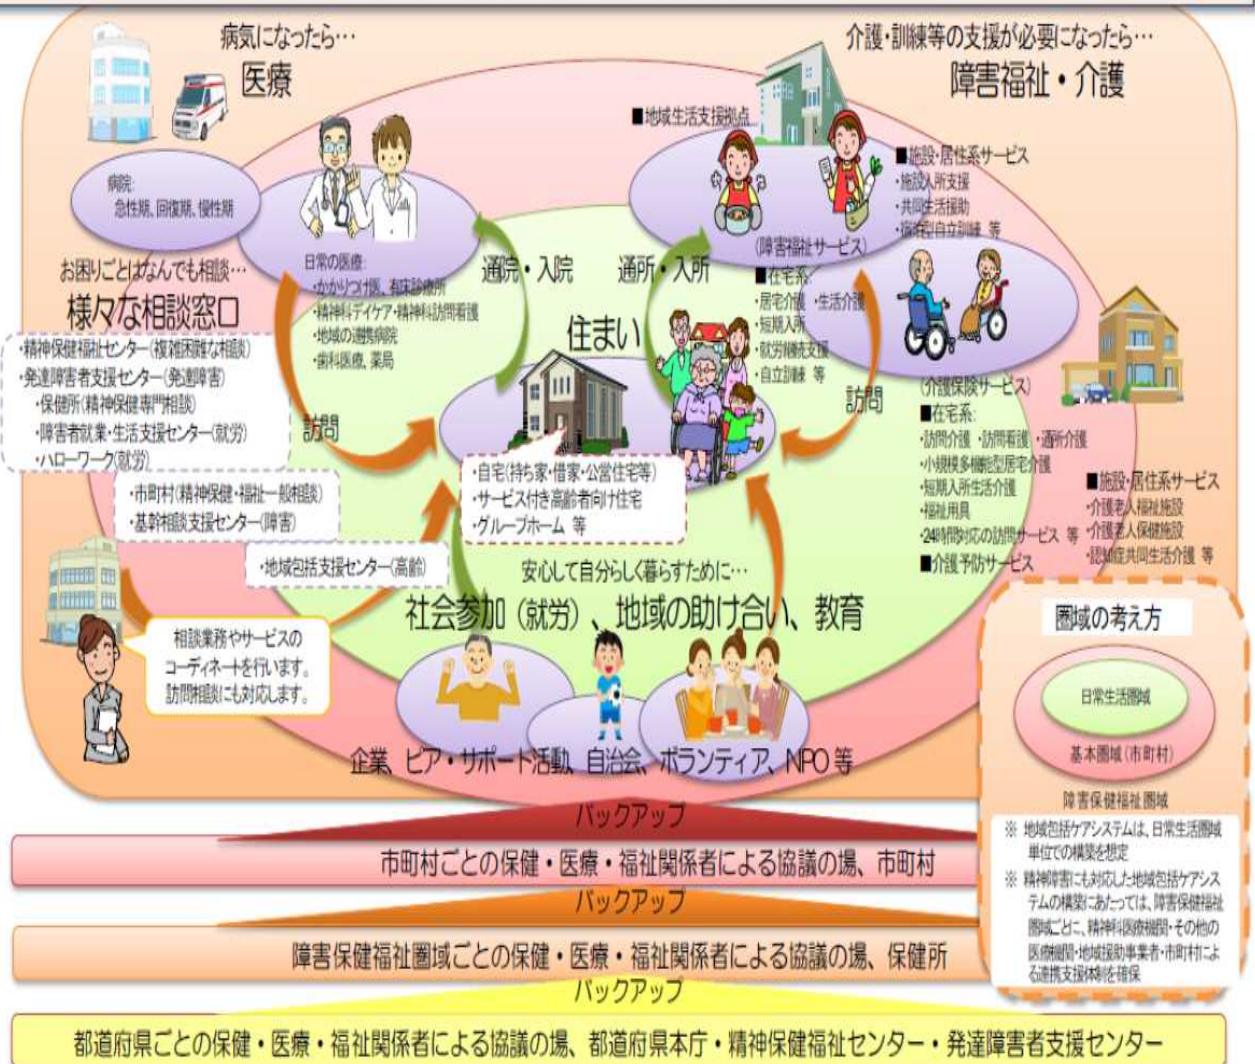 病気になったら…
医療
介護・訓練等の支援が必要になったら…
障害福祉・介護
病院:
急性期、回復期、慢性期
日常の医療:
・かかりつけ医、有床診療所
・精神科デイケア・精神科訪問看護
・地域の連携病院
・歯科医療、薬局
通院・入院
通所・入所
■地域生活支援拠点
■施設・居住系サービス
・施設入所支援
・共同生活援助
・宿泊型自立訓練 等
(障害福祉サービス)
■在宅系:
・居宅介護 ・生活介護
・短期入所
・就労継続支援
・自立訓練 等
お困りごとはなんでも相談…
様々な相談窓口
・精神保健福祉センター(複雑困難な相談)
・発達障害者支援センター(発達障害)
・保健所(精神保健専門相談)
・障害者就業・生活支援センター(就労)
・ハローワーク(就労)
・市町村(精神保健・福祉一般相談)
・基幹相談支援センター(障害)
・地域包括支援センター(高齢)
訪問
住まい
・自宅(持ち家・借家・公営住宅等)
・サービス付き高齢者向け住宅
・グループホーム 等
訪問
(介護保険サービス)
■在宅系:
・訪問介護 ・訪問看護 ・通所介護
・小規模多機能型居宅介護
・短期入所生活介護
・福祉用具
・24時間対応の訪問サービス 等
■介護予防サービス
■施設・居住系サービス
・介護老人福祉施設
・介護老人保健施設
・認知症共同生活介護 等
相談業務やサービスの
コーディネートを行います。
訪問相談にも対応します。
安心して自分らしく暮らすために…
社会参加(就労)、地域の助け合い、教育
企業、ピア・サポート活動、自治会、ボランティア、NPO等
圏域の考え方
日常生活圏域
基本圏域(市町村)
障害保健福祉圏域
※ 地域包括ケアシステムは、日常生活圏域
単位での構築を想定
※ 精神障害にも対応した地域包括ケアシス
テムの構築にあたっては、障害保健福祉
圏域ごとに、精神科医療機関・その他の
医療機関・地域援助事業者・市町村によ
る連携支援体制を確保
バックアップ
市町村ごとの保健・医療・福祉関係者による協議の場、市町村
バックアップ
障害保健福祉圏域ごとの保健・医療・福祉関係者による協議の場、保健所
バックアップ
都道府県ごとの保健・医療・福祉関係者による協議の場、都道府県本庁・精神保健福祉センター・発達障害者支援センター